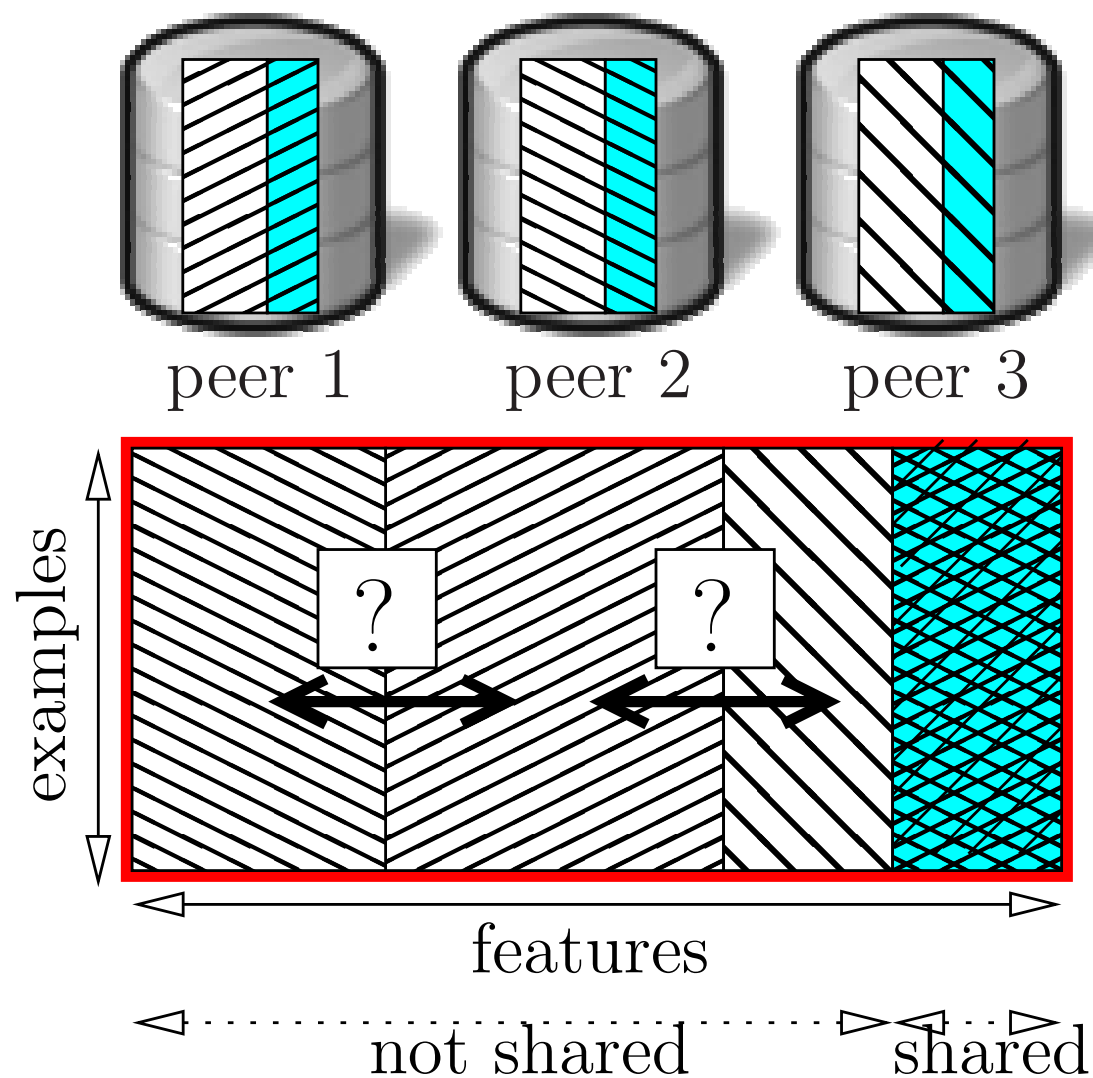 peer 1
peer 2
peer 3
examples
?
?
features
not shared
shared